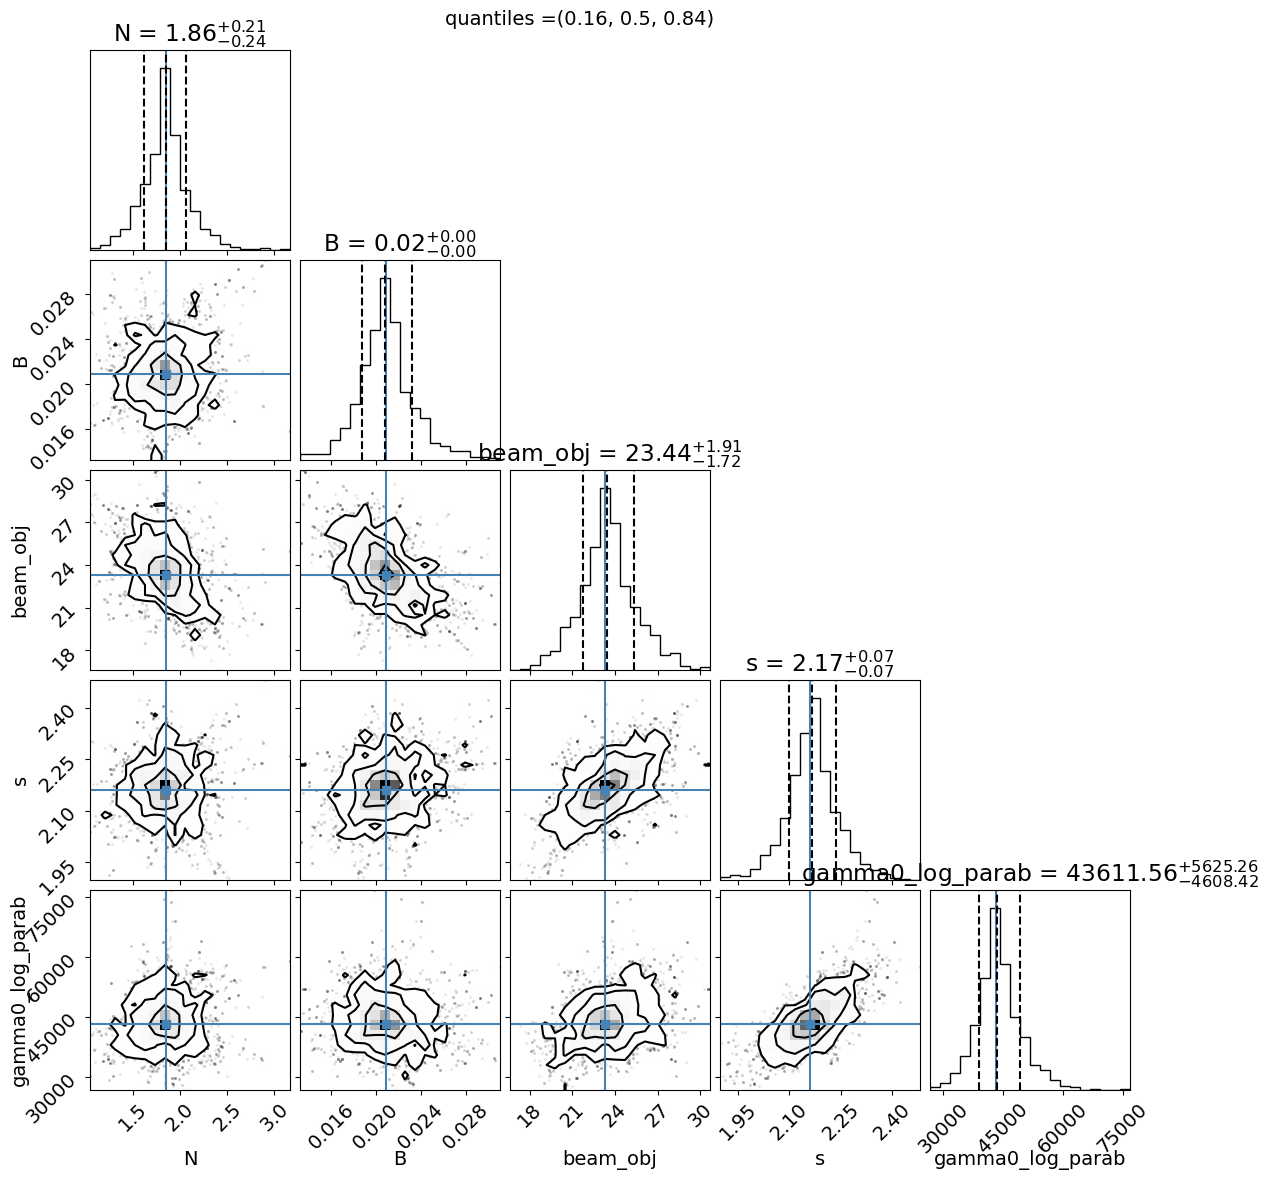 quantiles =(0.16, 0.5, 0.84)
N = 1.86+0.21−0.24
B = 0.02+0.00−0.00
0.028
0.024
0.020
0.016
B
beam_obj = 23.44+1.91−1.72
30
27
24
21
18
beam_obj
s = 2.17+0.07−0.07
2.40
2.25
2.10
1.95
s
gamma0_log_parab = 43611.56+5625.26−4608.42
75000
60000
45000
30000
gamma0_log_parab
1.5 2.0 2.5 3.0
0.016 0.020 0.024 0.028
18 21 24 27 30
1.95 2.10 2.25 2.40
30000 45000 60000 75000
N B beam_obj s gamma0_log_parab